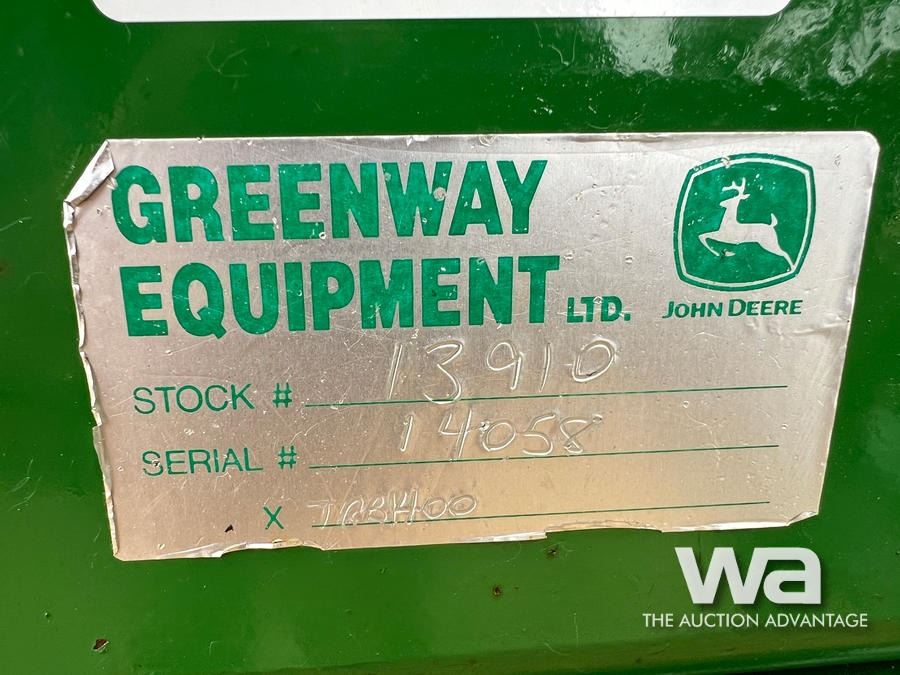 GREENWAY
EQUIPMENT LTD.
JOHN DEERE
STOCK # 13910
SERIAL # 14058
X
wa
THE AUCTION ADVANTAGE